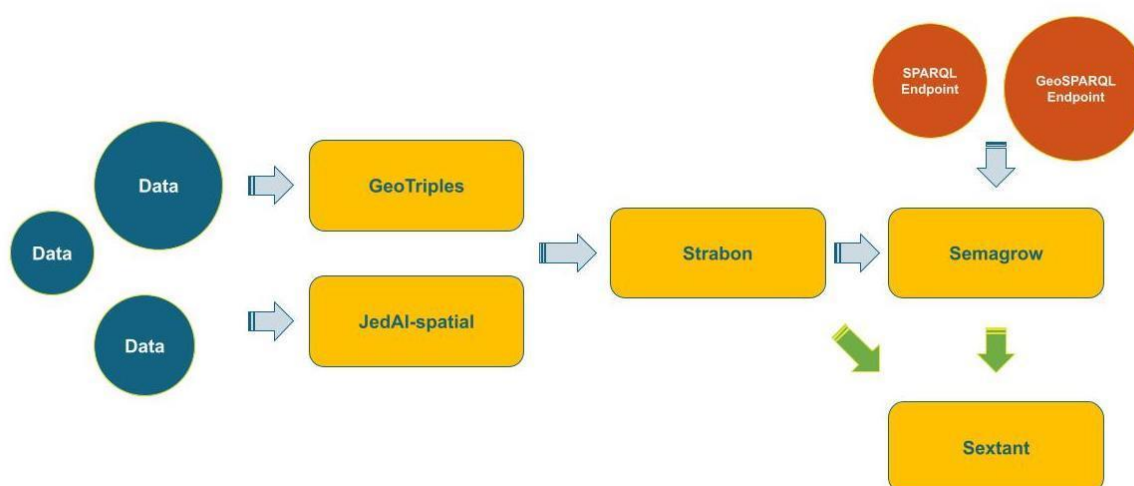 SPARQL
Endpoint
GeoSPARQL
Endpoint
Data
GeoTriples
Data
Strabon
Semagrow
JedAI-spatial
Data
Sextant